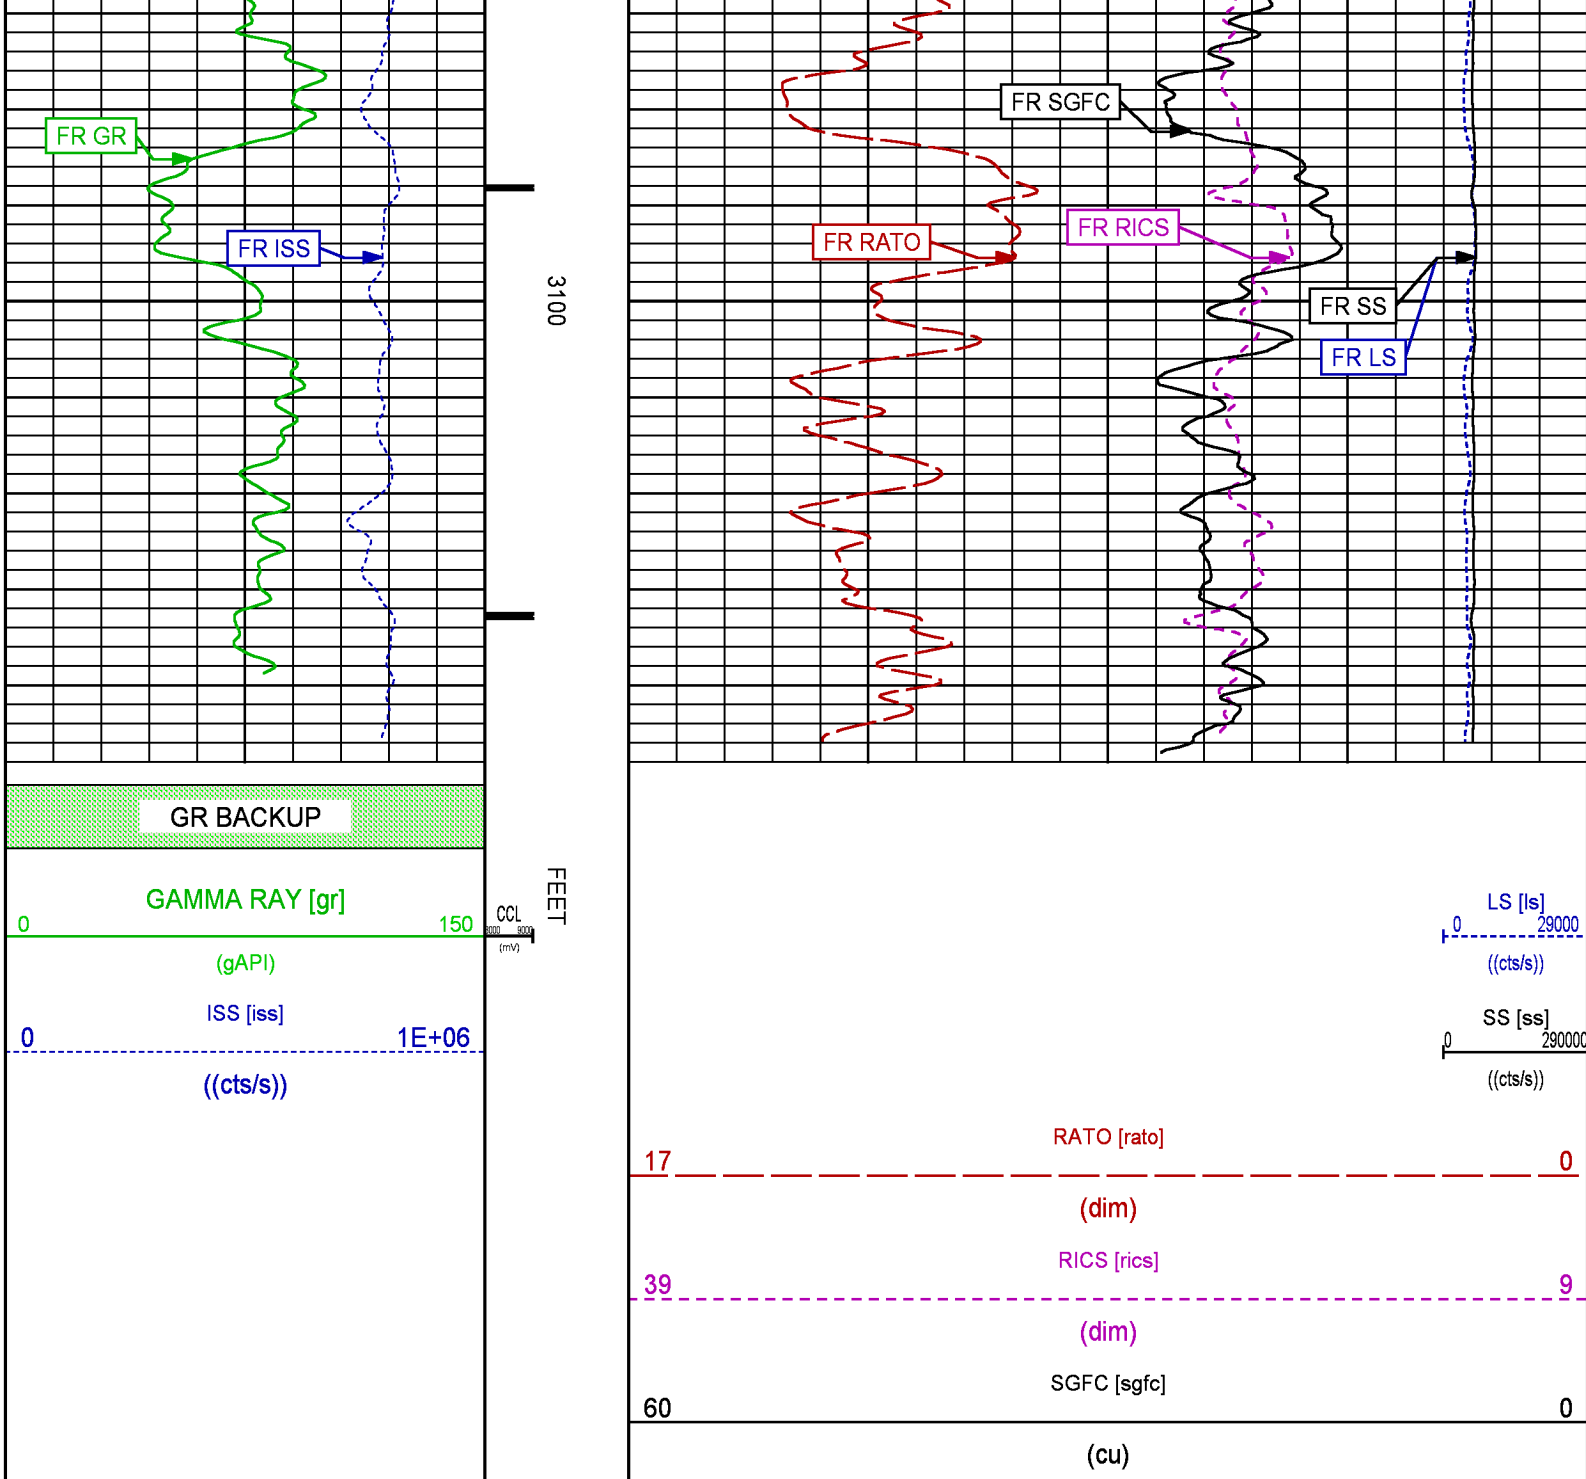 FR SGFC
FR GR
FR RICS
FR RATO
FR ISS
3100
FR SS
FR LS
GR BACKUP
FEET
GAMMA RAY [gr]
0 150
(gAPI)
CCL
9000
(mV)
ISS [iss]
0 1E+06
((cts/s))
LS [ls]
0 29000
((cts/s))
SS [ss]
0 290000
((cts/s))
RATO [rato]
17 0
(dim)
RICS [rics]
39 9
(dim)
SGFC [sgfc]
60 0
(cu)